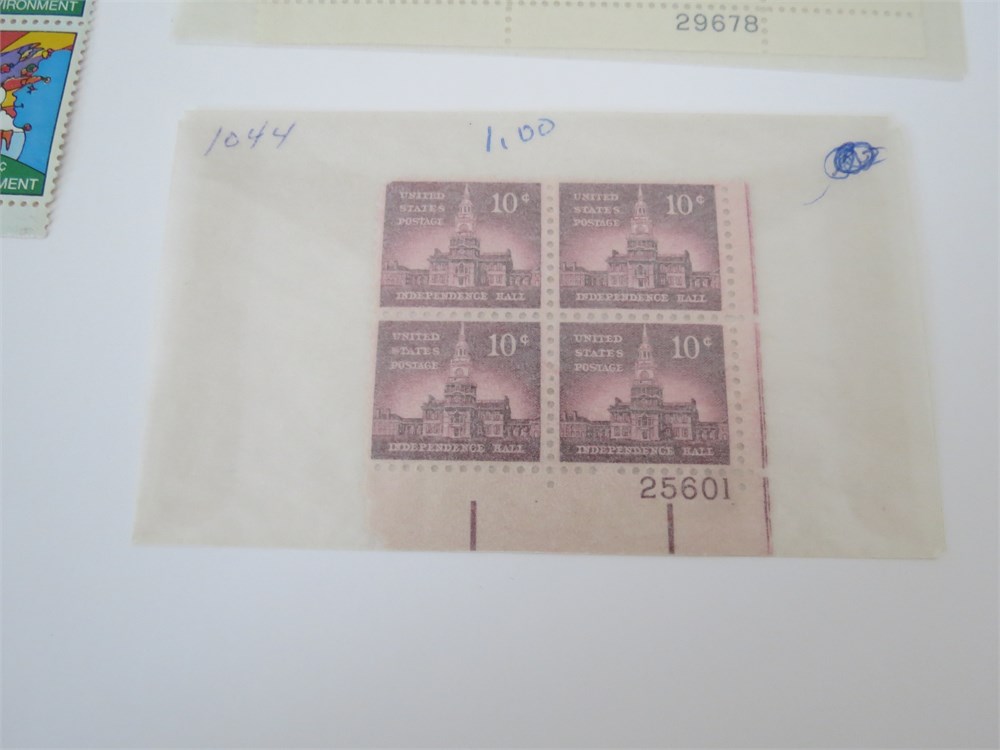 IRONMENT
29678
C
MENT
1044
1.00
UNITED
STATES
POSTAGE
10¢
INDEPENDENCE HALL
UNITED
STATES
POSTAGE
10¢
INDEPENDENCE HALL
UNITED
STATES
POSTAGE
10¢
INDEPENDENCE HALL
UNITED
STATES
POSTAGE
10¢
INDEPENDENCE HALL
25601